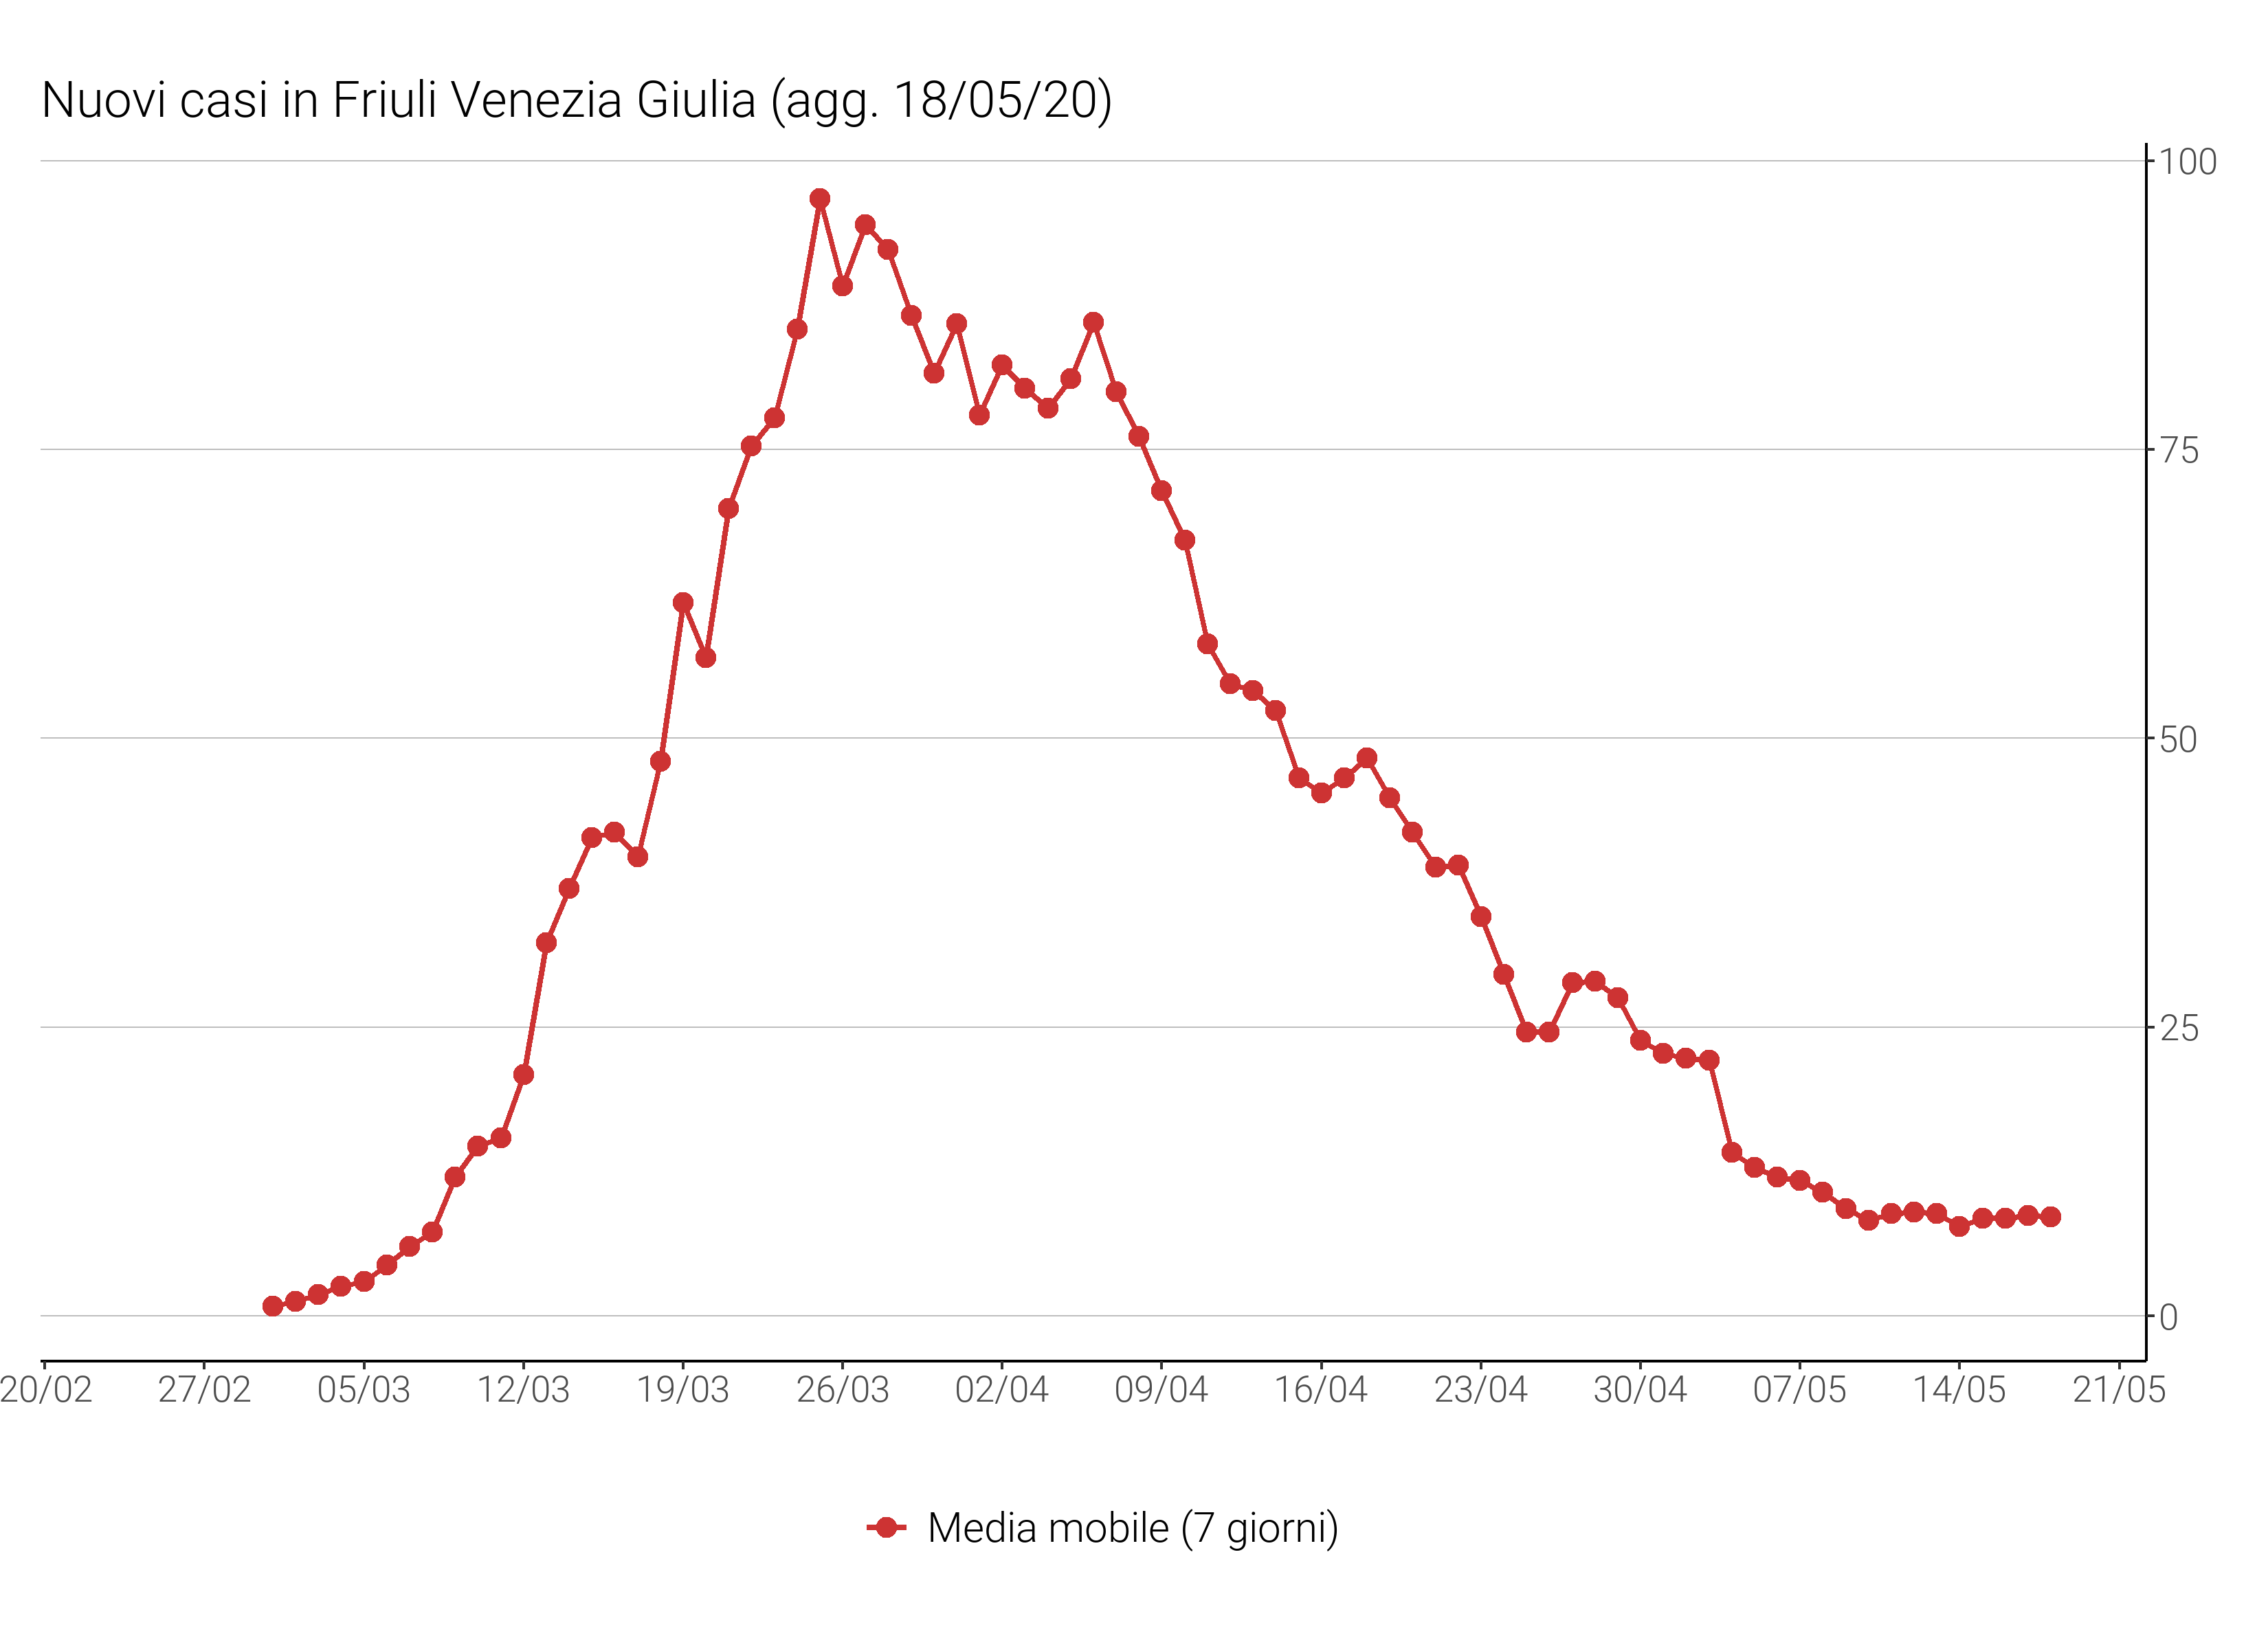 Nuovi casi in Friuli Venezia Giulia (agg. 18/05/20)
100
75
50
25
0
20/02 27/02 05/03 12/03 19/03 26/03 02/04 09/04 16/04 23/04 30/04 07/05 14/05 21/05
Media mobile (7 giorni)